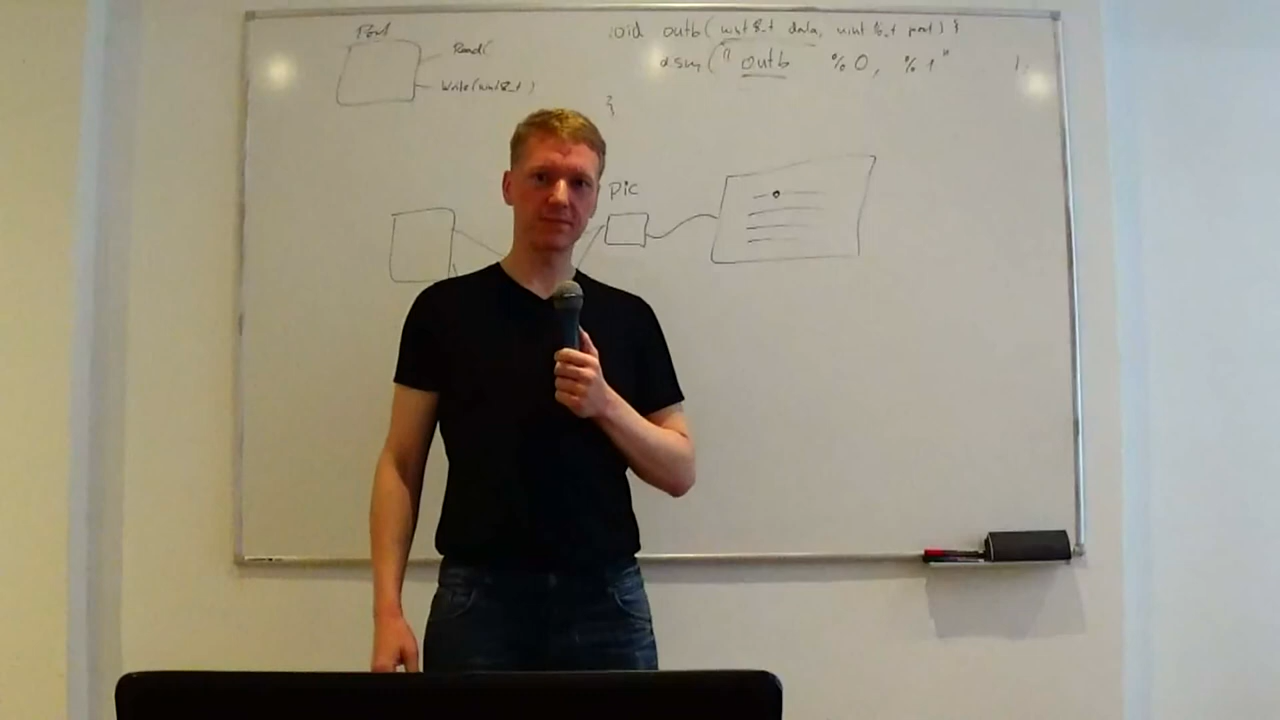 Port
Read(
Write(uint8_t)
void outb(uint8_t data, uint16_t port) {
asm("outb %0, %1" );
}
pic